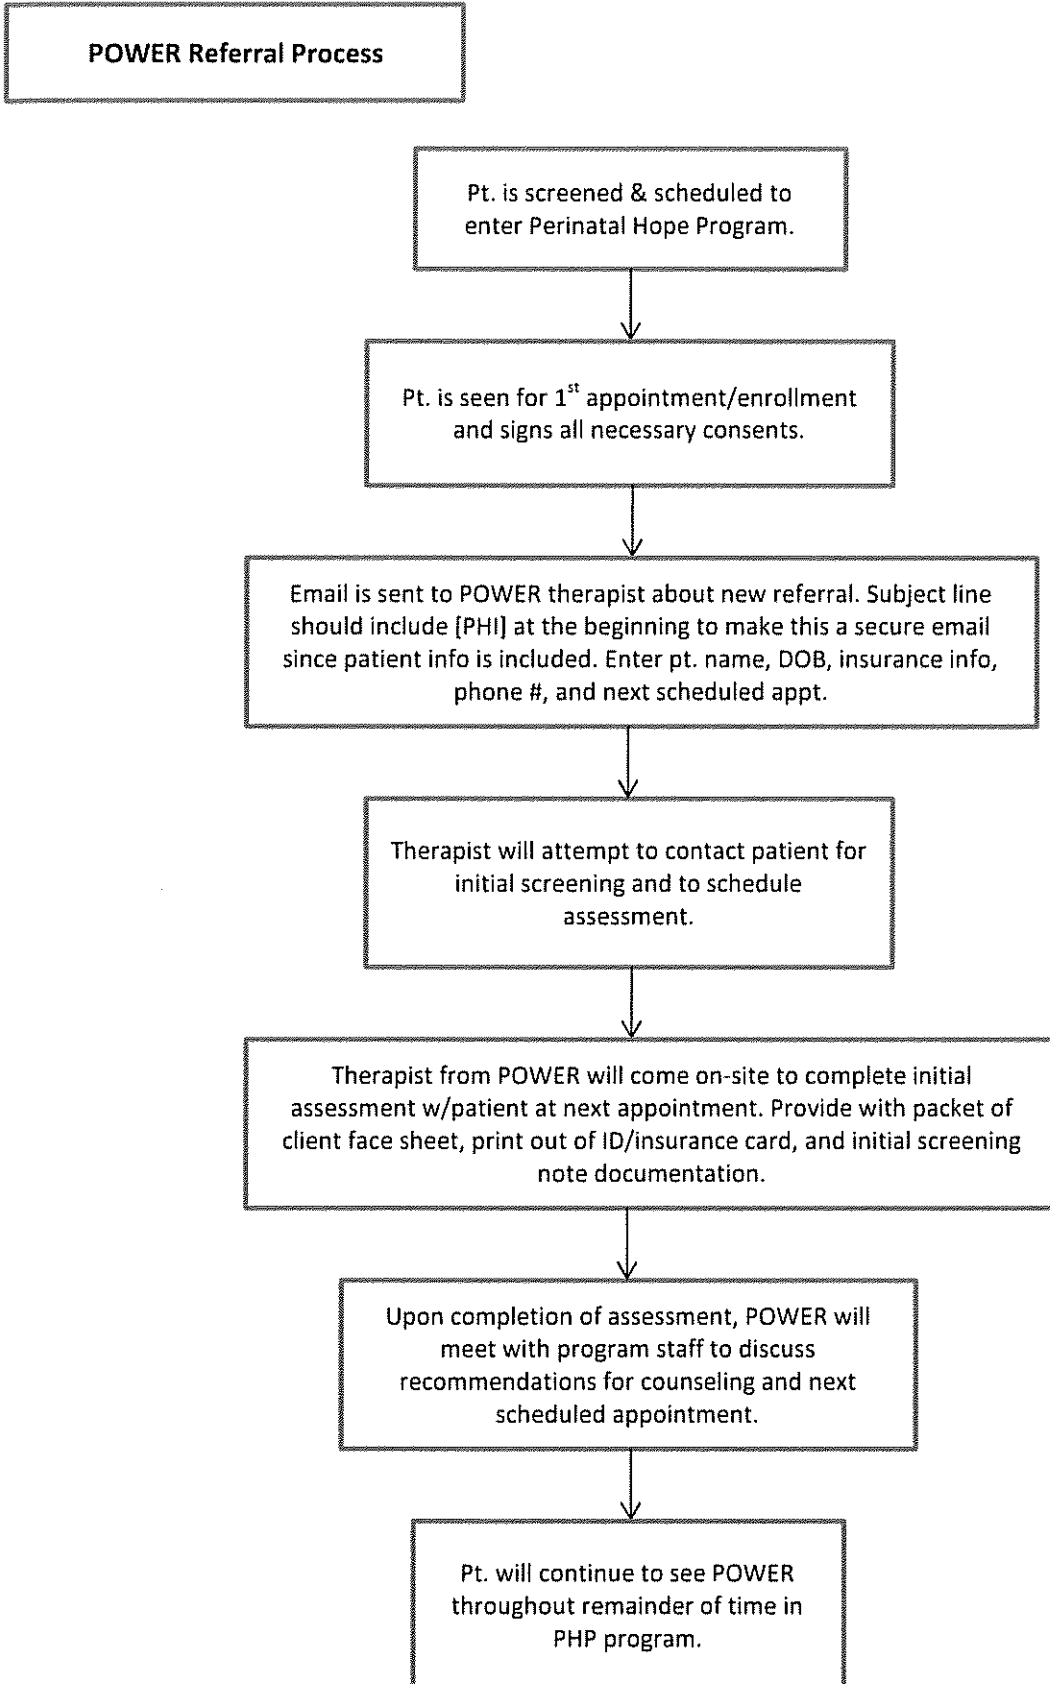 POWER Referral Process
Pt. is screened & scheduled to
enter Perinatal Hope Program.
Pt. is seen for 1st appointment/enrollment
and signs all necessary consents.
Email is sent to POWER therapist about new referral. Subject line
should include [PHI] at the beginning to make this a secure email
since patient info is included. Enter pt. name, DOB, insurance info,
phone #, and next scheduled appt.
Therapist will attempt to contact patient for
initial screening and to schedule
assessment.
Therapist from POWER will come on-site to complete initial
assessment w/patient at next appointment. Provide with packet of
client face sheet, print out of ID/insurance card, and initial screening
note documentation.
Upon completion of assessment, POWER will
meet with program staff to discuss
recommendations for counseling and next
scheduled appointment.
Pt. will continue to see POWER
throughout remainder of time in
PHP program.